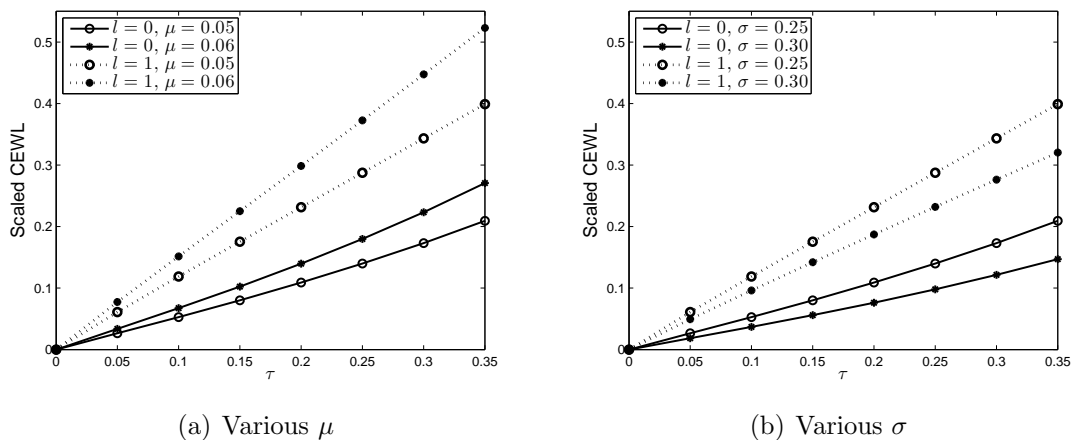 l = 0, μ = 0.05
l = 0, μ = 0.06
l = 1, μ = 0.05
l = 1, μ = 0.06
Scaled CEWL
0.5
0.4
0.3
0.2
0.1
0
0 0.05 0.1 0.15 0.2 0.25 0.3 0.35
τ
(a) Various μ
l = 0, σ = 0.25
l = 0, σ = 0.30
l = 1, σ = 0.25
l = 1, σ = 0.30
Scaled CEWL
0.5
0.4
0.3
0.2
0.1
0
0 0.05 0.1 0.15 0.2 0.25 0.3 0.35
τ
(b) Various σ